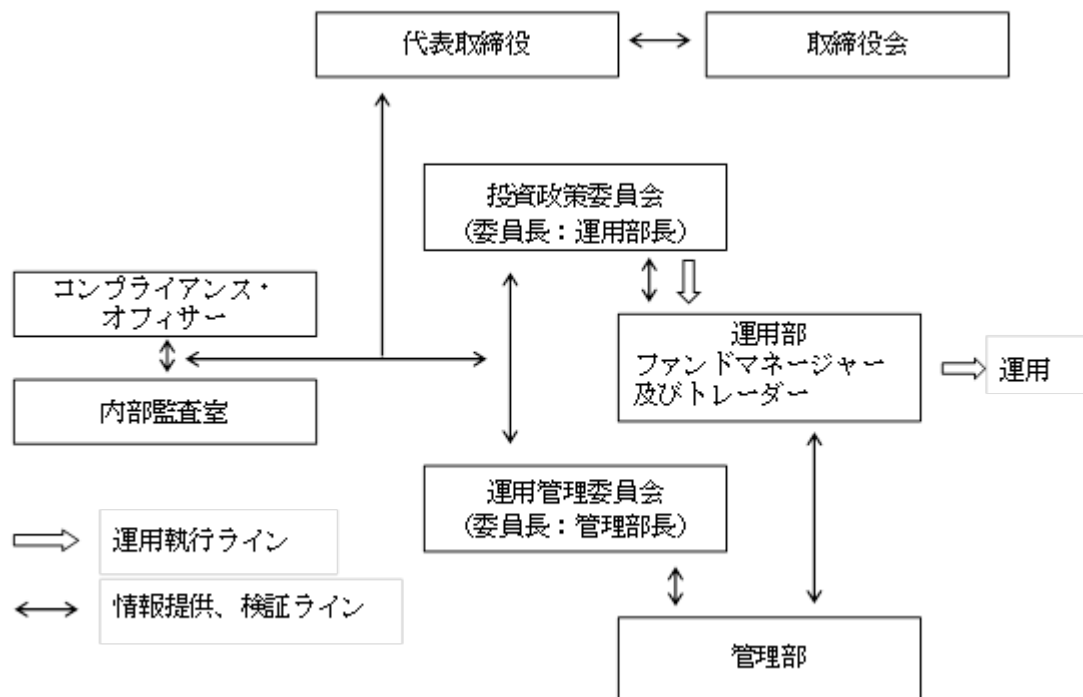 代表取締役
取締役会
投資政策委員会
(委員長：運用部長)
コンプライアンス・
オフィサー
運用部
ファンドマネージャー
及びトレーダー
運用
内部監査室
運用管理委員会
(委員長：管理部長)
運用執行ライン
情報提供、検証ライン
管理部